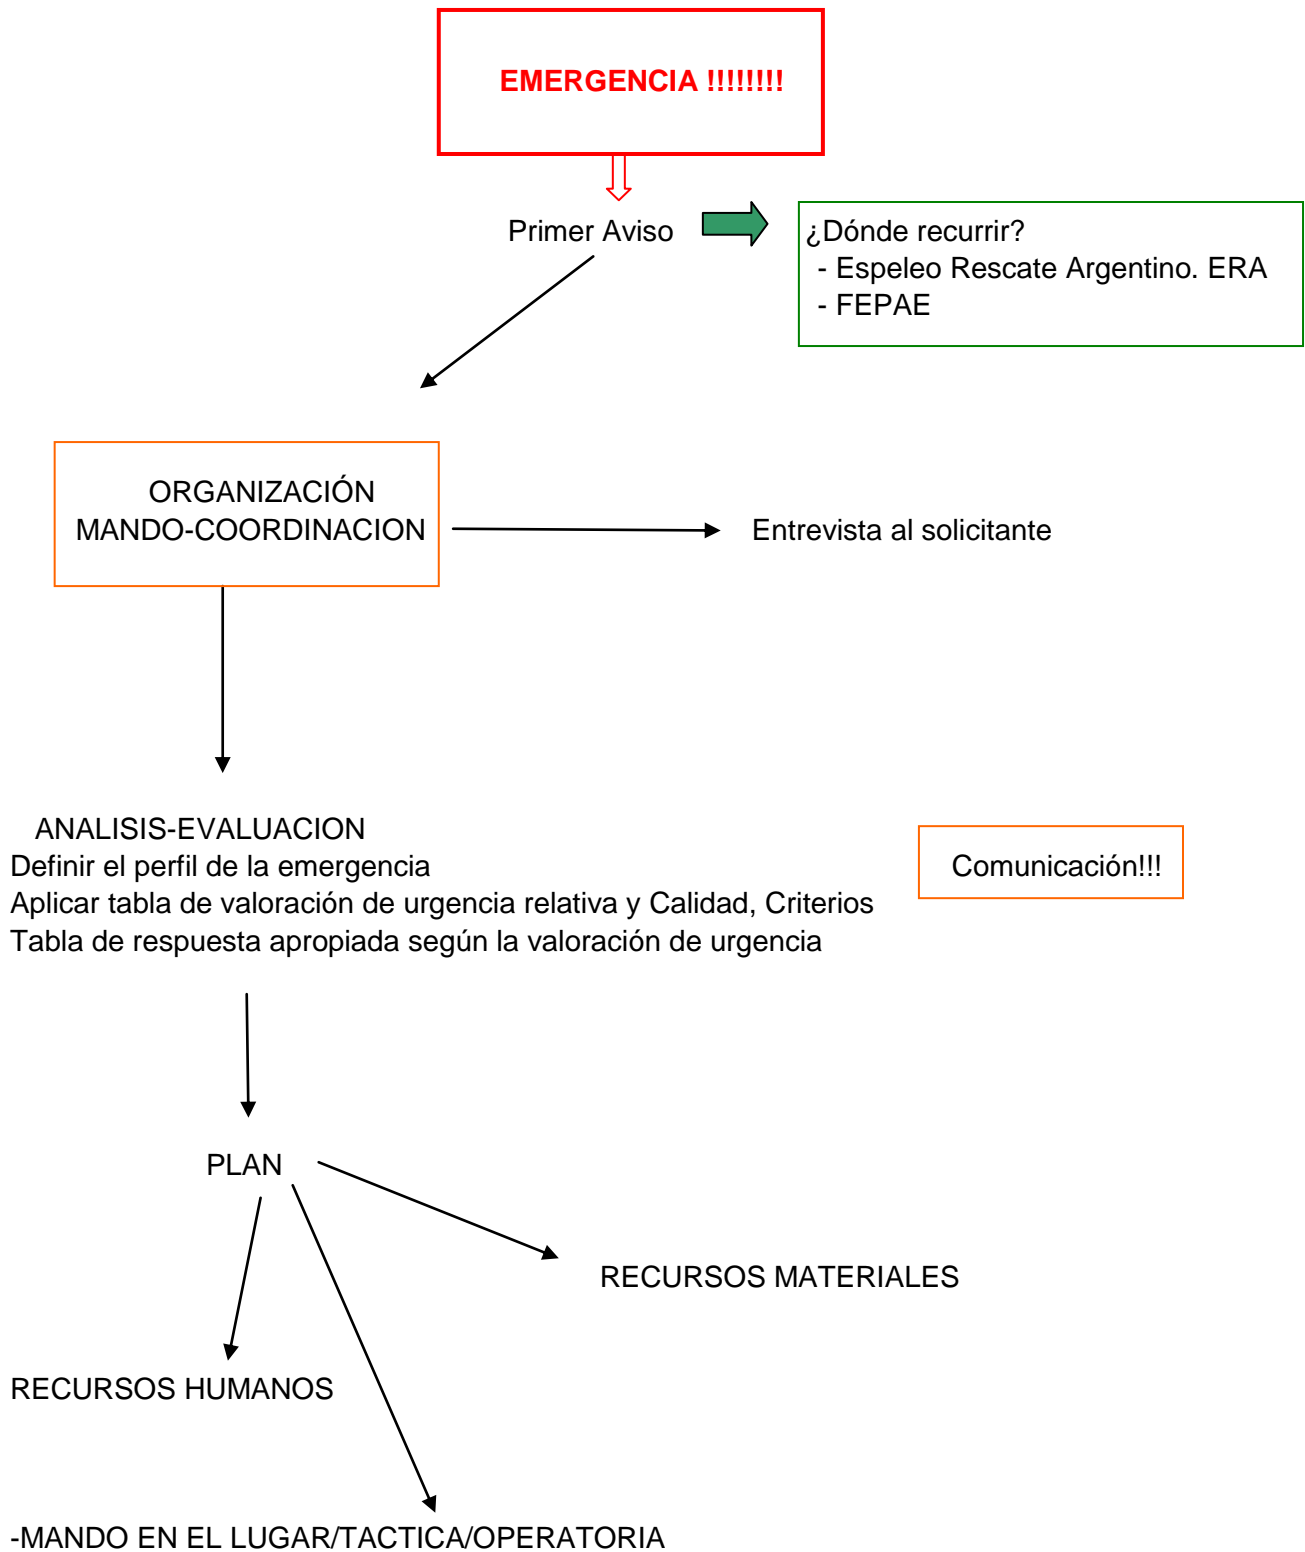 EMERGENCIA !!!!!!!!
Primer Aviso
¿Dónde recurrir?
- Espeleo Rescate Argentino. ERA
- FEPAE
ORGANIZACIÓN
MANDO-COORDINACION
Entrevista al solicitante
ANALISIS-EVALUACION
Definir el perfil de la emergencia
Aplicar tabla de valoración de urgencia relativa y Calidad, Criterios
Tabla de respuesta apropiada según la valoración de urgencia
Comunicación!!!
PLAN
RECURSOS MATERIALES
RECURSOS HUMANOS
-MANDO EN EL LUGAR/TACTICA/OPERATORIA